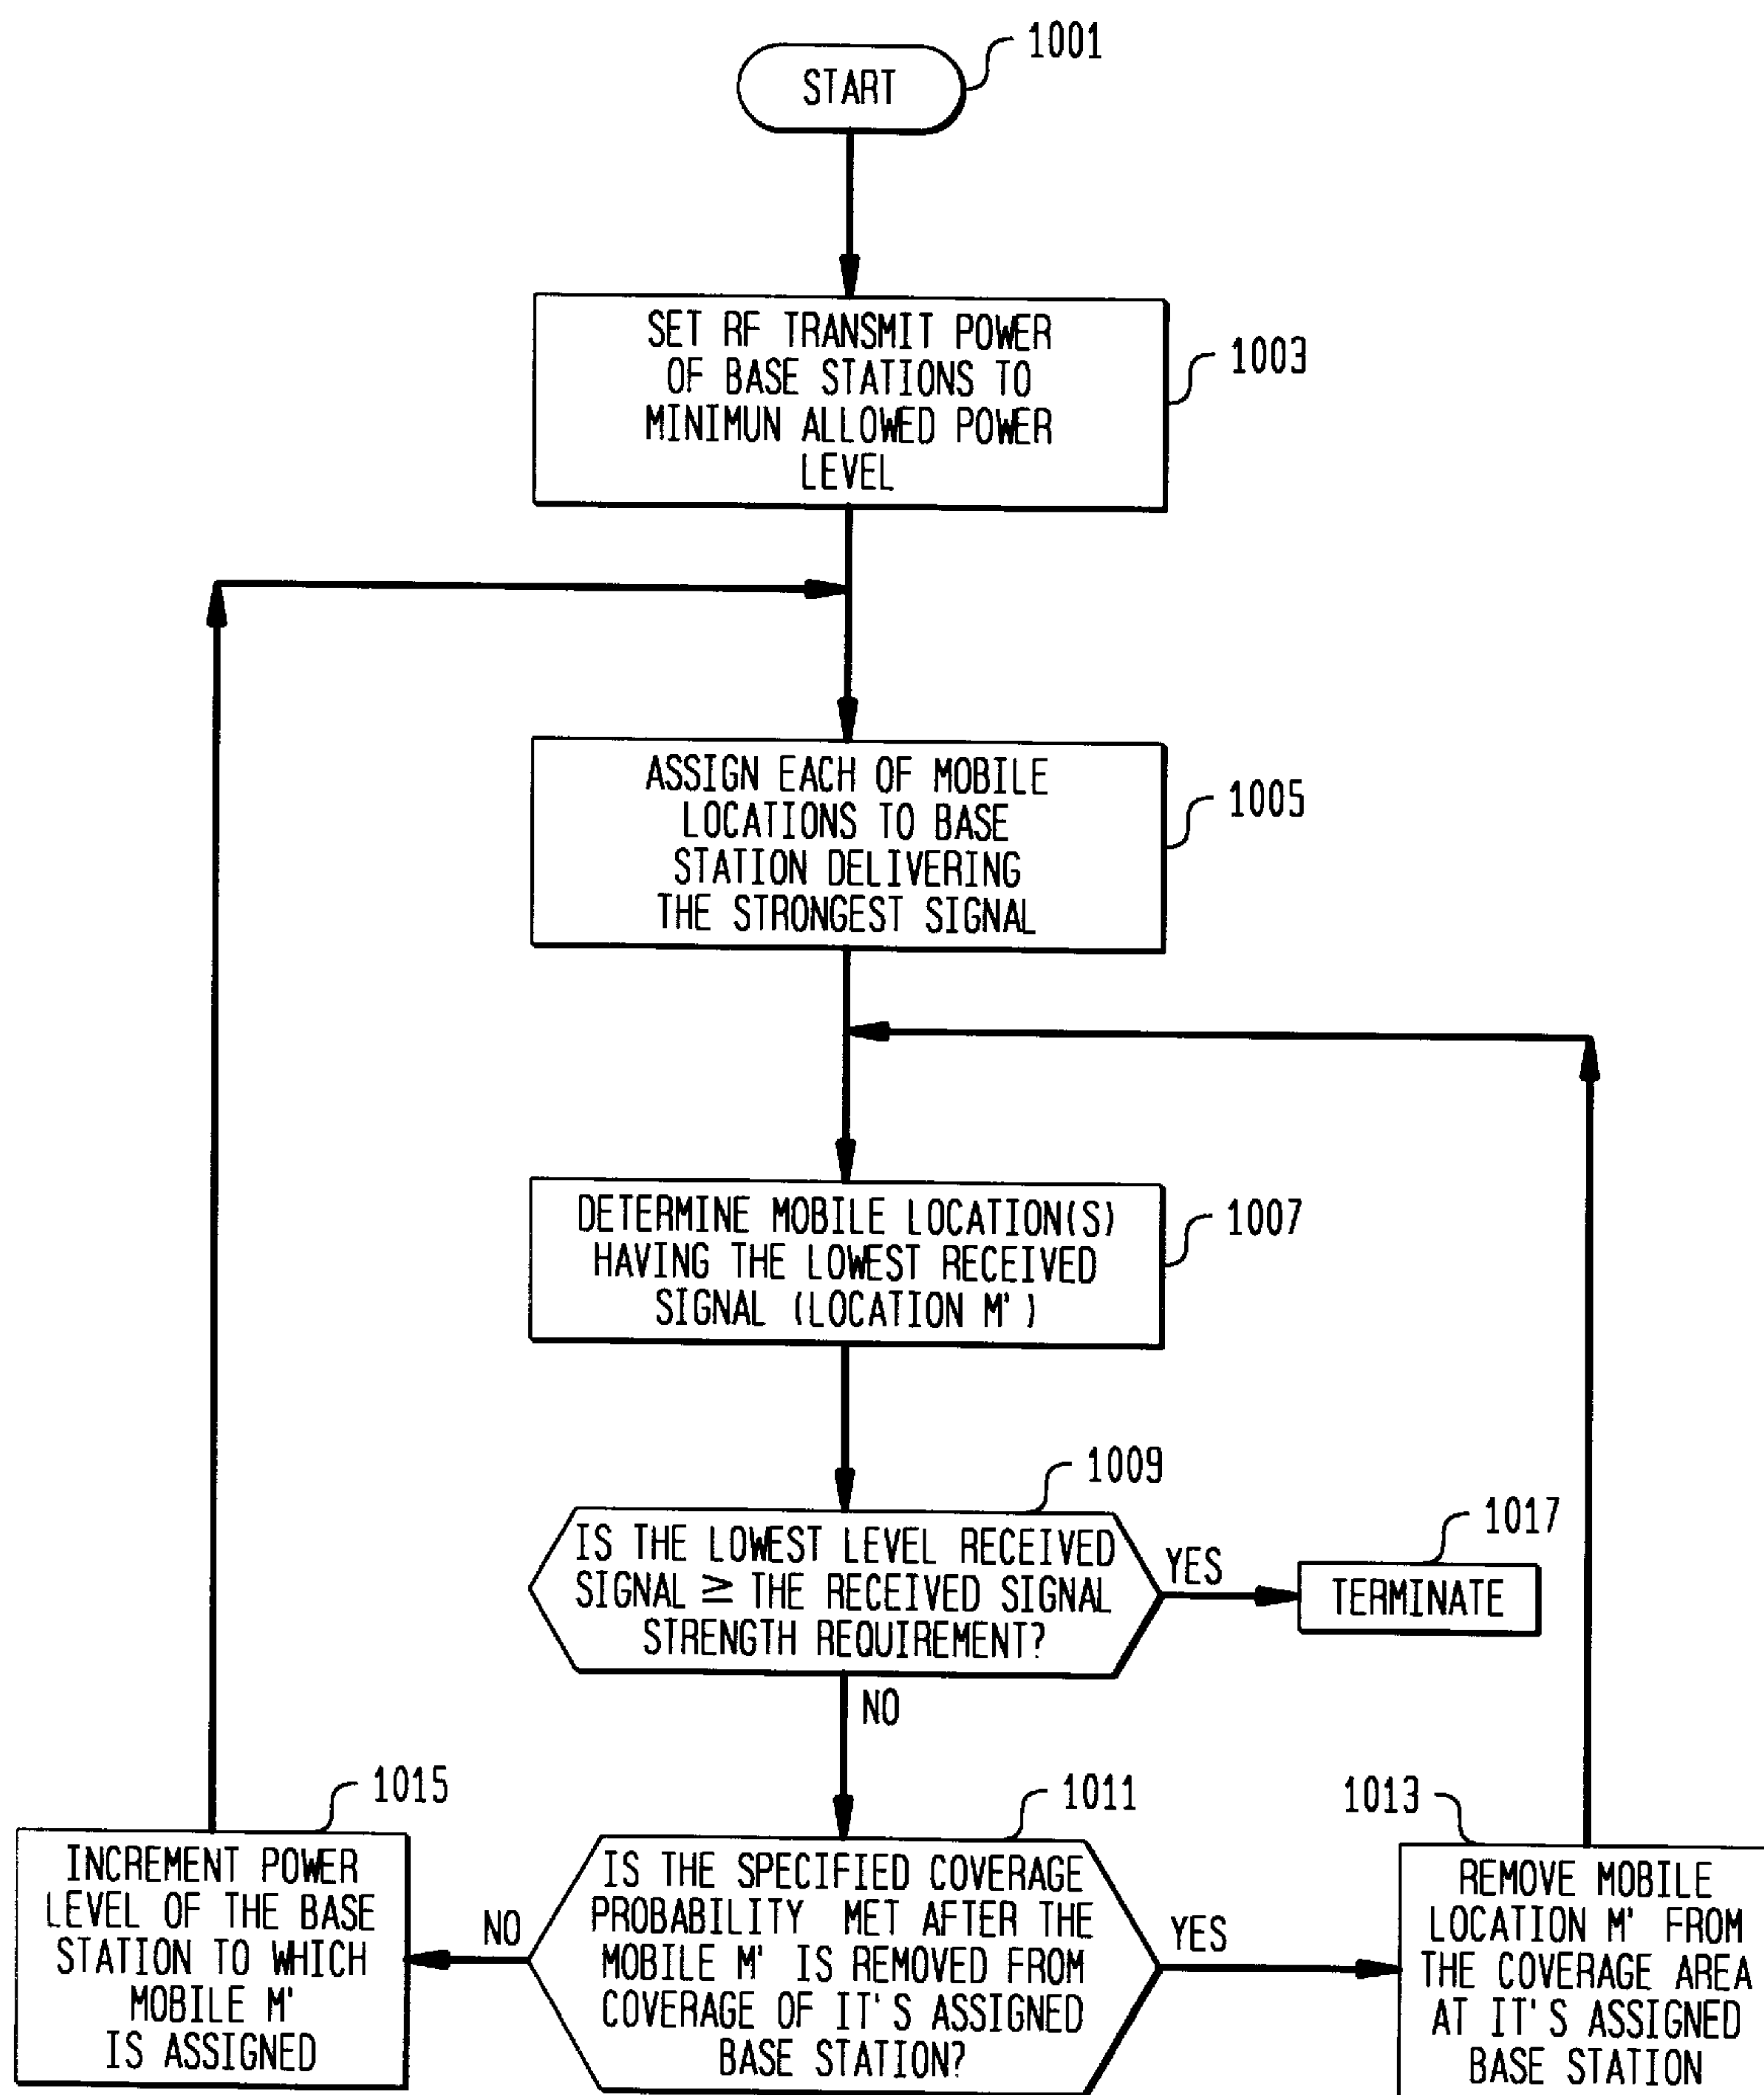 1001
START
SET RF TRANSMIT POWER
OF BASE STATIONS TO
MINIMUN ALLOWED POWER
LEVEL
1003
ASSIGN EACH OF MOBILE
LOCATIONS TO BASE
STATION DELIVERING
THE STRONGEST SIGNAL
1005
DETERMINE MOBILE LOCATION(S)
HAVING THE LOWEST RECEIVED
SIGNAL (LOCATION M')
1007
1009
IS THE LOWEST LEVEL RECEIVED
SIGNAL ≥ THE RECEIVED SIGNAL
STRENGTH REQUIREMENT?
YES
1017
TERMINATE
NO
1015
INCREMENT POWER
LEVEL OF THE BASE
STATION TO WHICH
MOBILE M'
IS ASSIGNED
NO
1011
IS THE SPECIFIED COVERAGE
PROBABILITY MET AFTER THE
MOBILE M' IS REMOVED FROM
COVERAGE OF IT'S ASSIGNED
BASE STATION?
YES
1013
REMOVE MOBILE
LOCATION M' FROM
THE COVERAGE AREA
AT IT'S ASSIGNED
BASE STATION